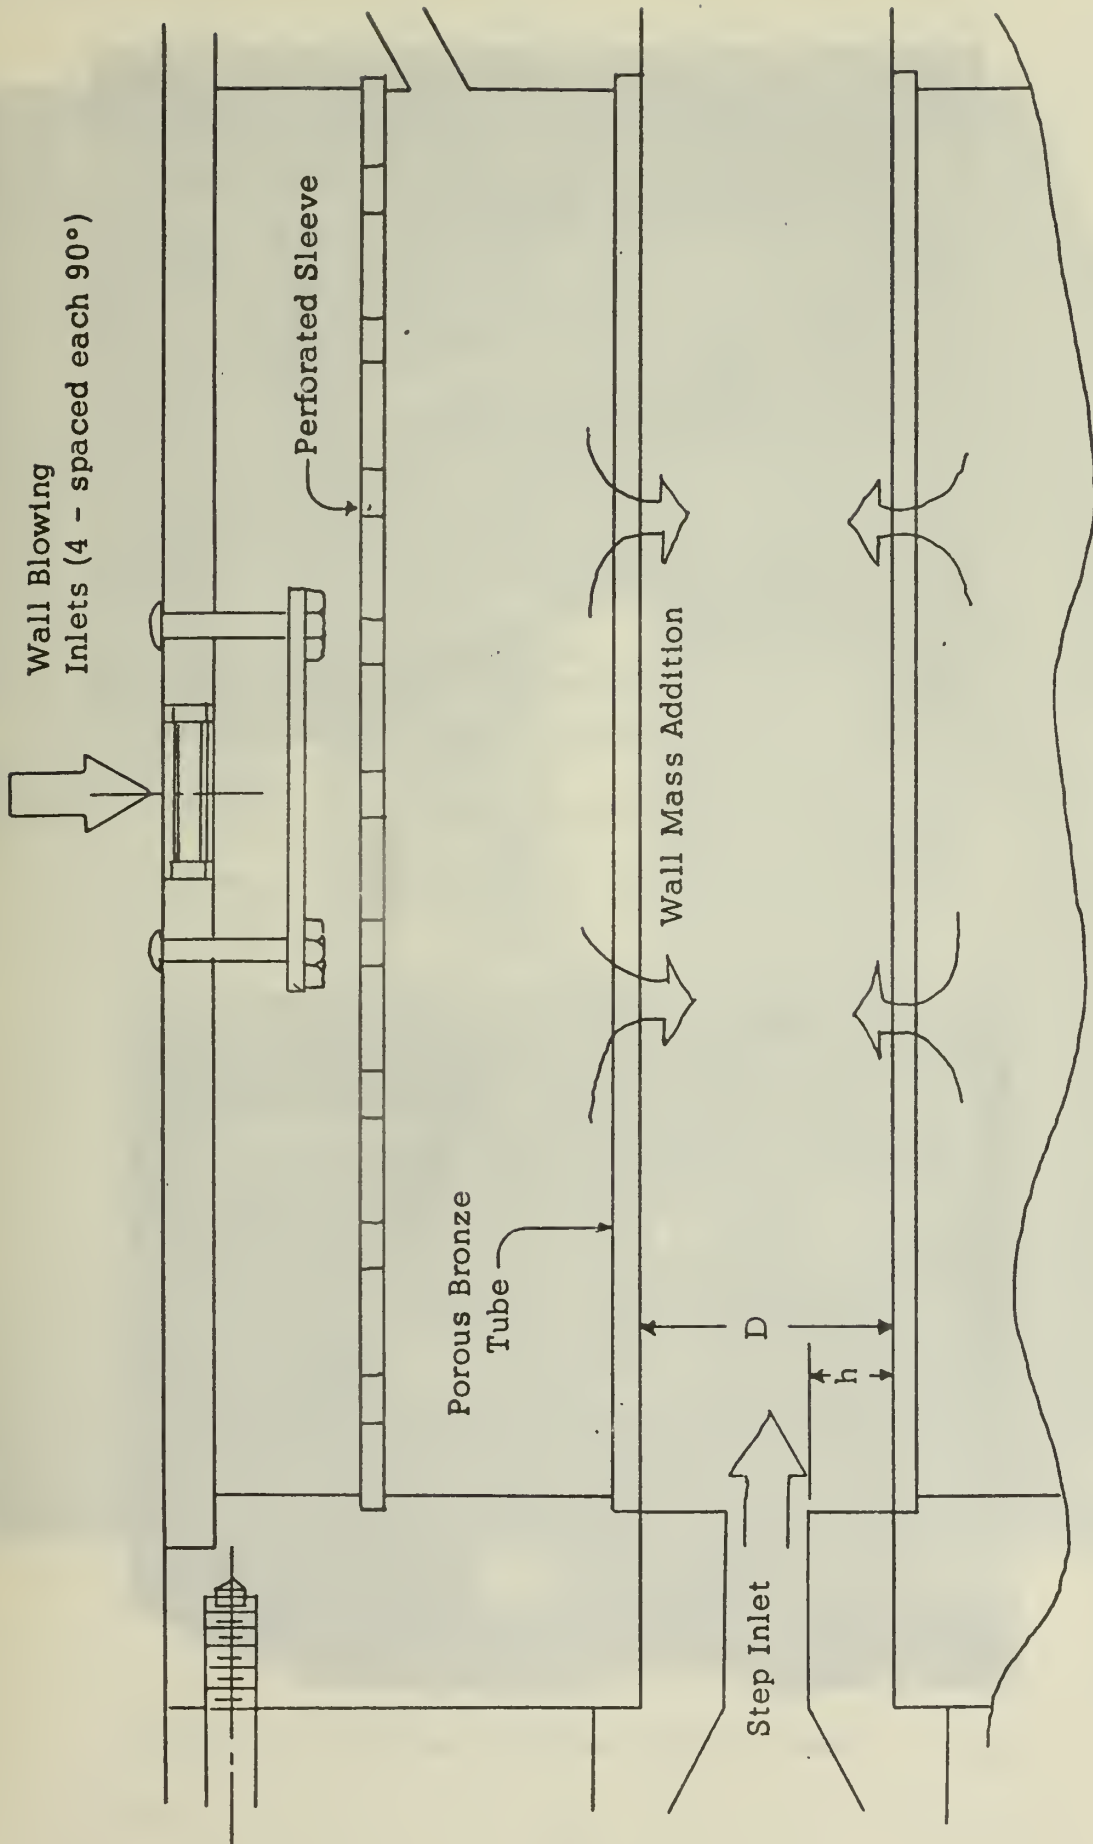 Wall Blowing
Inlets (4 - spaced each 90°)
Perforated Sleeve
Wall Mass Addition
Porous Bronze
Tube
D
h
Step Inlet